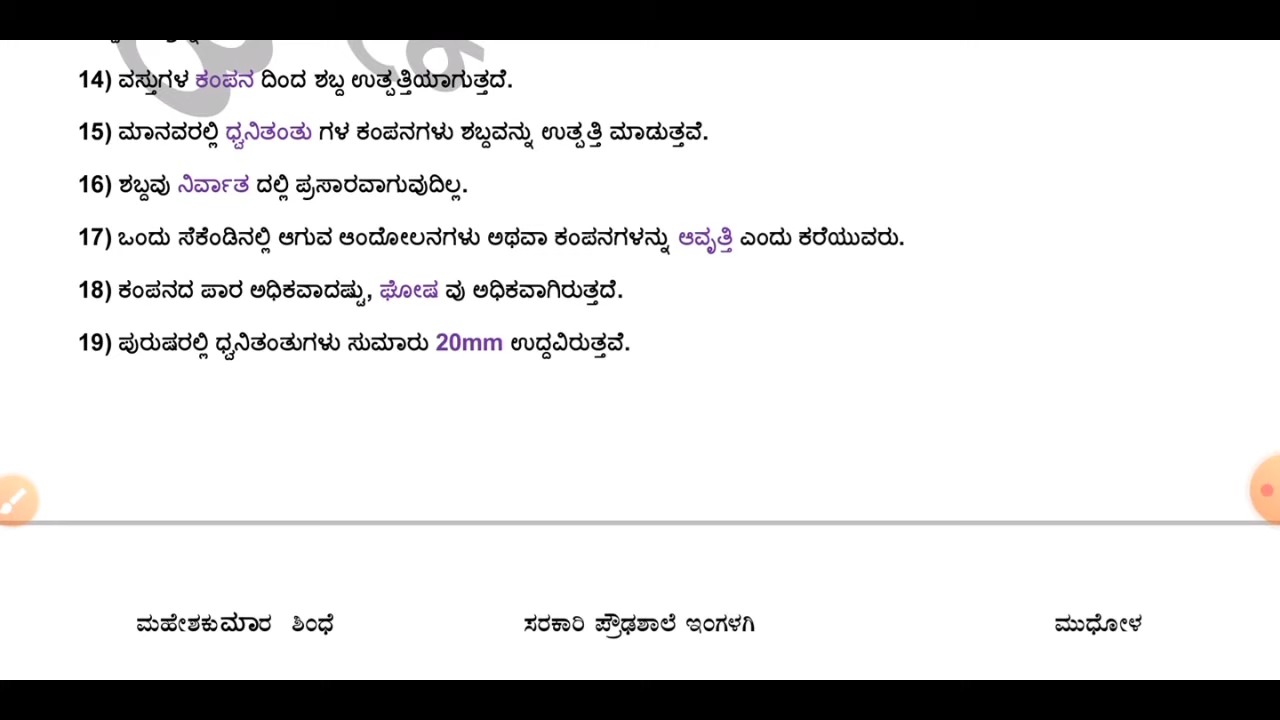 14) ವಸ್ತುಗಳ ಕಂಪನ ದಿಂದ ಶಬ್ದ ಉತ್ಪತ್ತಿಯಾಗುತ್ತದೆ.
15) ಮಾನವರಲ್ಲಿ ಧ್ವನಿತಂತು ಗಳ ಕಂಪನಗಳು ಶಬ್ದವನ್ನು ಉತ್ಪತ್ತಿ ಮಾಡುತ್ತವೆ.
16) ಶಬ್ದವು ನಿರ್ವಾತ ದಲ್ಲಿ ಪ್ರಸಾರವಾಗುವುದಿಲ್ಲ.
17) ಒಂದು ಸೆಕೆಂಡಿನಲ್ಲಿ ಆಗುವ ಆಂದೋಲನಗಳು ಅಥವಾ ಕಂಪನಗಳನ್ನು ಆವೃತ್ತಿ ಎಂದು ಕರೆಯುವರು.
18) ಕಂಪನದ ಪಾರ ಅಧಿಕವಾದಷ್ಟು, ಘೋಷ ವು ಅಧಿಕವಾಗಿರುತ್ತದೆ.
19) ಪುರುಷರಲ್ಲಿ ಧ್ವನಿತಂತುಗಳು ಸುಮಾರು 20mm ಉದ್ದವಿರುತ್ತವೆ.
ಮಹೇಶಕುಮಾರ ಶಿಂಧೆ ಸರಕಾರಿ ಪ್ರೌಢಶಾಲೆ ಇಂಗಳಗಿ ಮುಧೋಳ